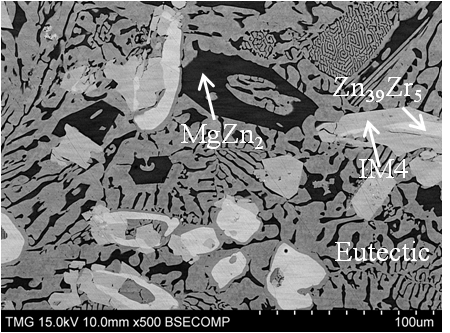 Zn₃₉Zr₅
MgZn₂
IM4
Eutectic
TMG 15.0kV 10.0mm x500 BSECOMP 100um